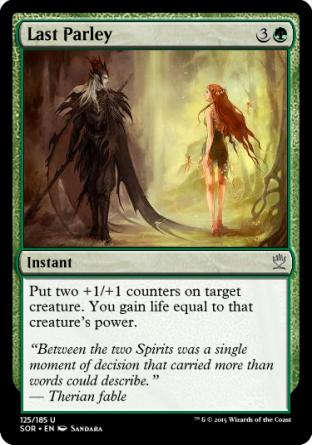 Last Parley 3
Instant
Put two +1/+1 counters on target
creature. You gain life equal to that
creature's power.
“Between the two Spirits was a single
moment of decision that carried more than
words could describe.”
— Therian fable
125/185 U
™ & © 2015 Wizards of the Coast
SOR • EN Sandara